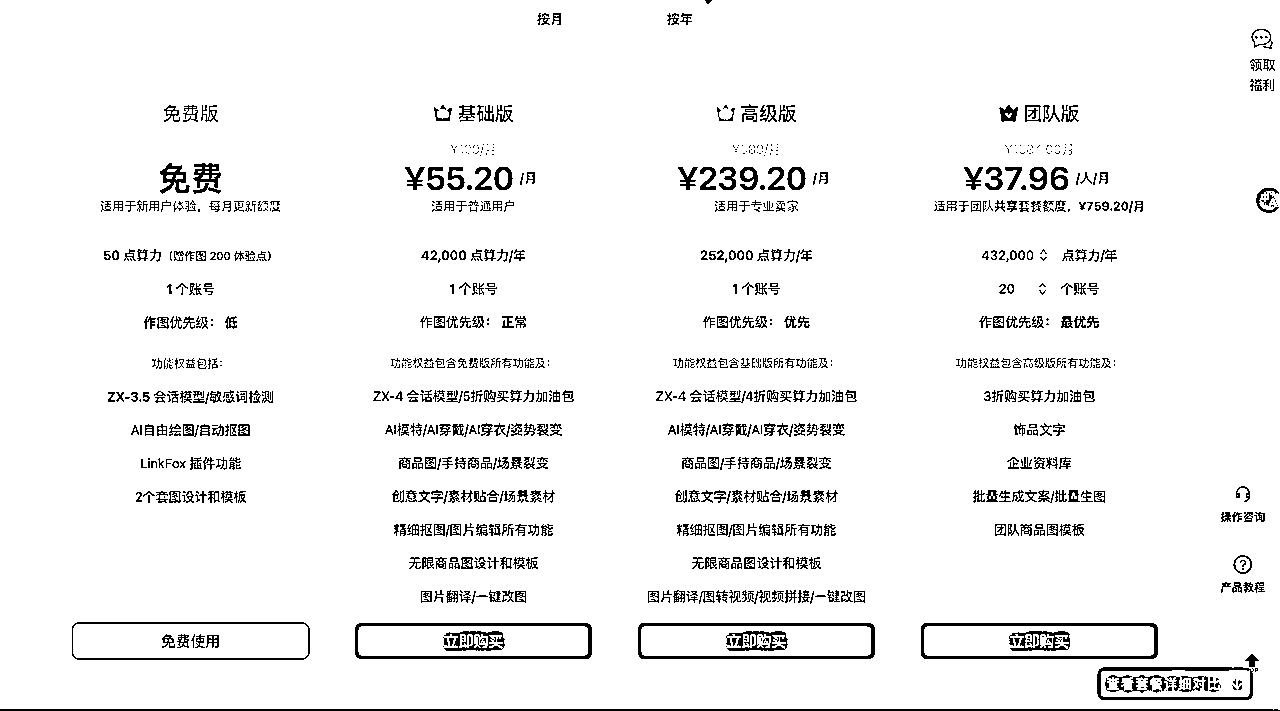 按月
按年
领取
福利
免费版
免费
适用于新用户体验，每月更新额度
50 点算力（赠作图 200 体验点）
1 个账号
作图优先级： 低
功能权益包括：
ZX-3.5 会话模型/敏感词检测
AI自由绘图/自动抠图
LinkFox 插件功能
2个套图设计和模板
免费使用
基础版
¥55.20 /月
适用于普通用户
42,000 点算力/年
1 个账号
作图优先级： 正常
功能权益包含免费版所有功能及：
ZX-4 会话模型/5折购买算力加油包
AI模特/AI穿戴/AI穿衣/姿势裂变
商品图/手持商品/场景裂变
创意文字/素材贴合/场景素材
精细抠图/图片编辑所有功能
无限商品图设计和模板
图片翻译/一键改图
立即购买
高级版
¥239.20 /月
适用于专业卖家
252,000 点算力/年
1 个账号
作图优先级： 优先
功能权益包含基础版所有功能及：
ZX-4 会话模型/4折购买算力加油包
AI模特/AI穿戴/AI穿衣/姿势裂变
商品图/手持商品/场景裂变
创意文字/素材贴合/场景素材
精细抠图/图片编辑所有功能
无限商品图设计和模板
图片翻译/图转视频/视频拼接/一键改图
立即购买
团队版
¥37.96 /人/月
适用于团队共享套餐额度，¥759.20/月
432,000 点算力/年
20 个账号
作图优先级： 最优先
功能权益包含高级版所有功能及：
3折购买算力加油包
饰品文字
企业资料库
批量生成文案/批量生图
团队商品图模板
立即购买
操作咨询
产品教程
查看套餐详细对比